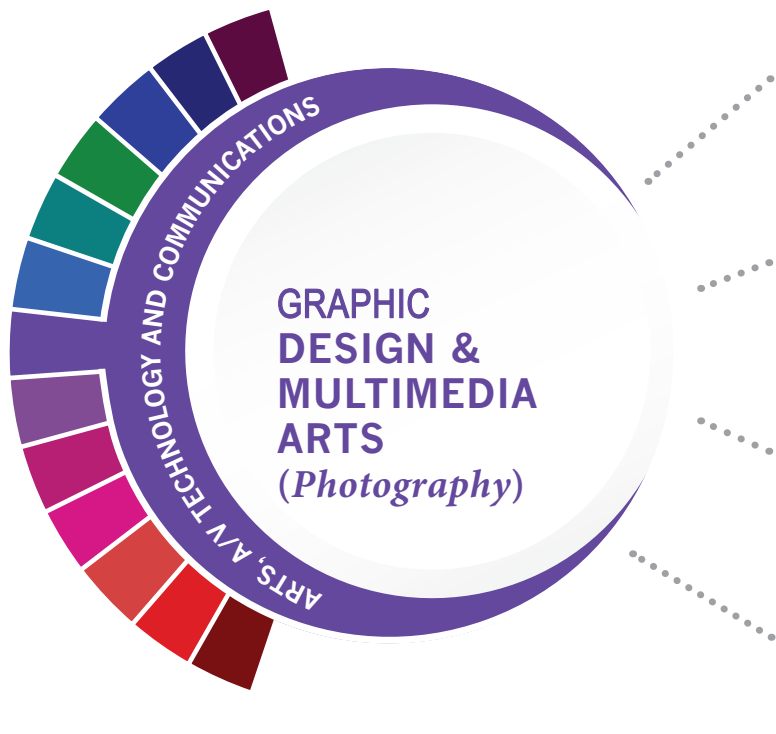 ARTS, A/V TECHNOLOGY AND COMMUNICATIONS
GRAPHIC
DESIGN &
MULTIMEDIA
ARTS
(Photography)